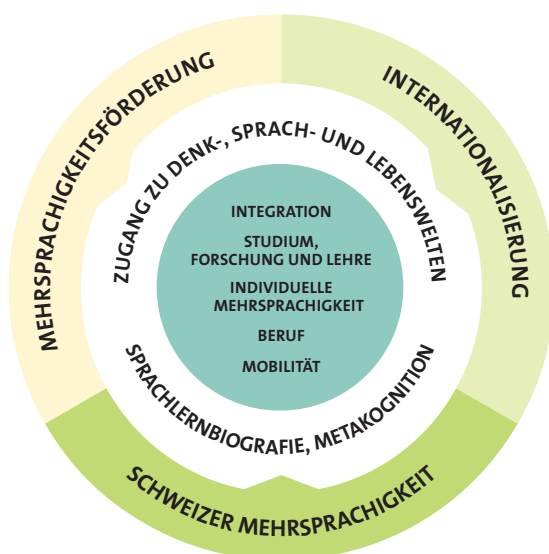 MEHRSPRACHIGKEITSFÖRDERUNG
INTERNATIONALISIERUNG
ZUGANG ZU DENK-, SPRACH- UND LEBENSWELTEN
INTEGRATION
STUDIUM,
FORSCHUNG UND LEHRE
INDIVIDUELLE
MEHRSPRACHIGKEIT
BERUF
MOBILITÄT
SPRACHLERNBIOGRAFIE, METAKOGNITION
SCHWEIZER MEHRSPRACHIGKEIT